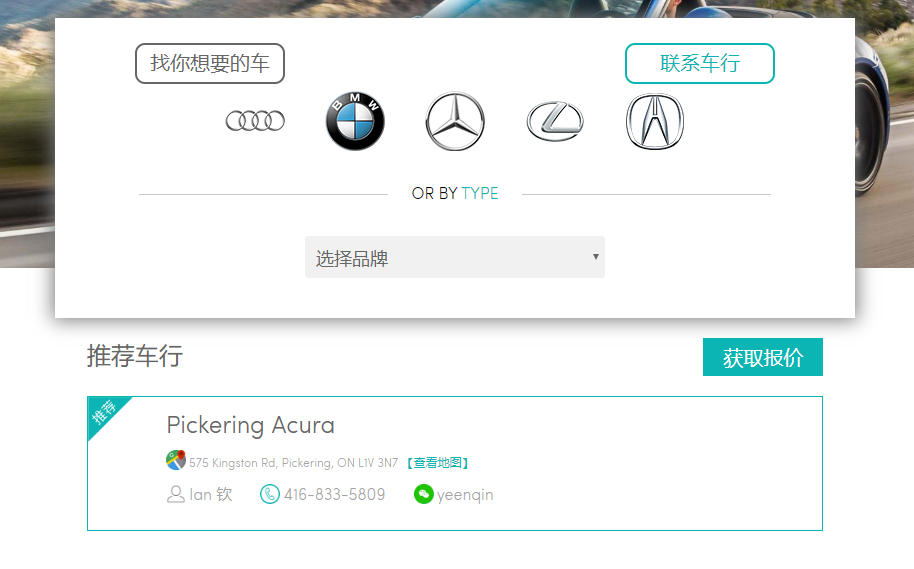 找你想要的车
联系车行
BMW
OR BY TYPE
选择品牌
推荐车行
获取报价
推荐
Pickering Acura
575 Kingston Rd, Pickering, ON L1V 3N7 【查看地图】
Ian 钦 416-833-5809 yeenqin